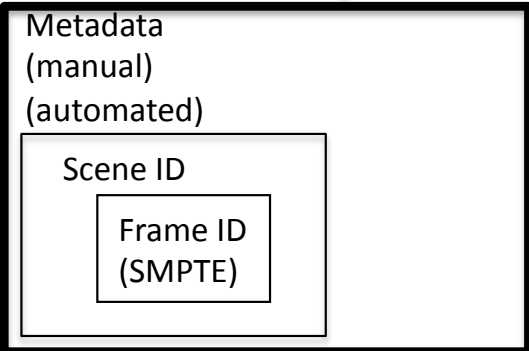 Metadata
(manual)
(automated)
Scene ID
Frame ID
(SMPTE)